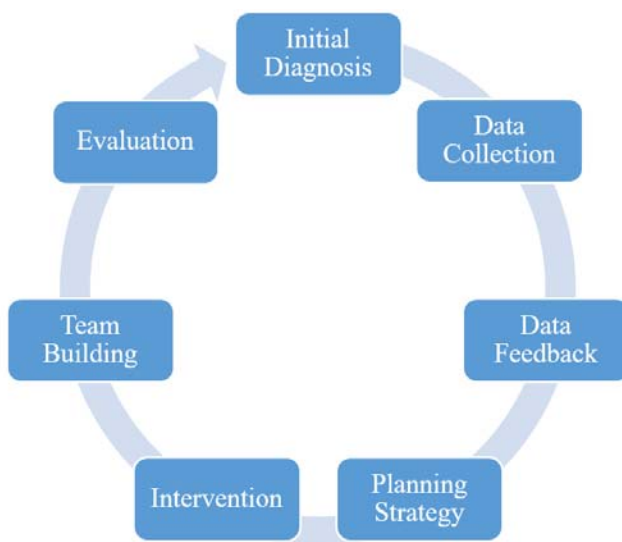 Initial
Diagnosis
Data
Collection
Data
Feedback
Planning
Strategy
Intervention
Team
Building
Evaluation